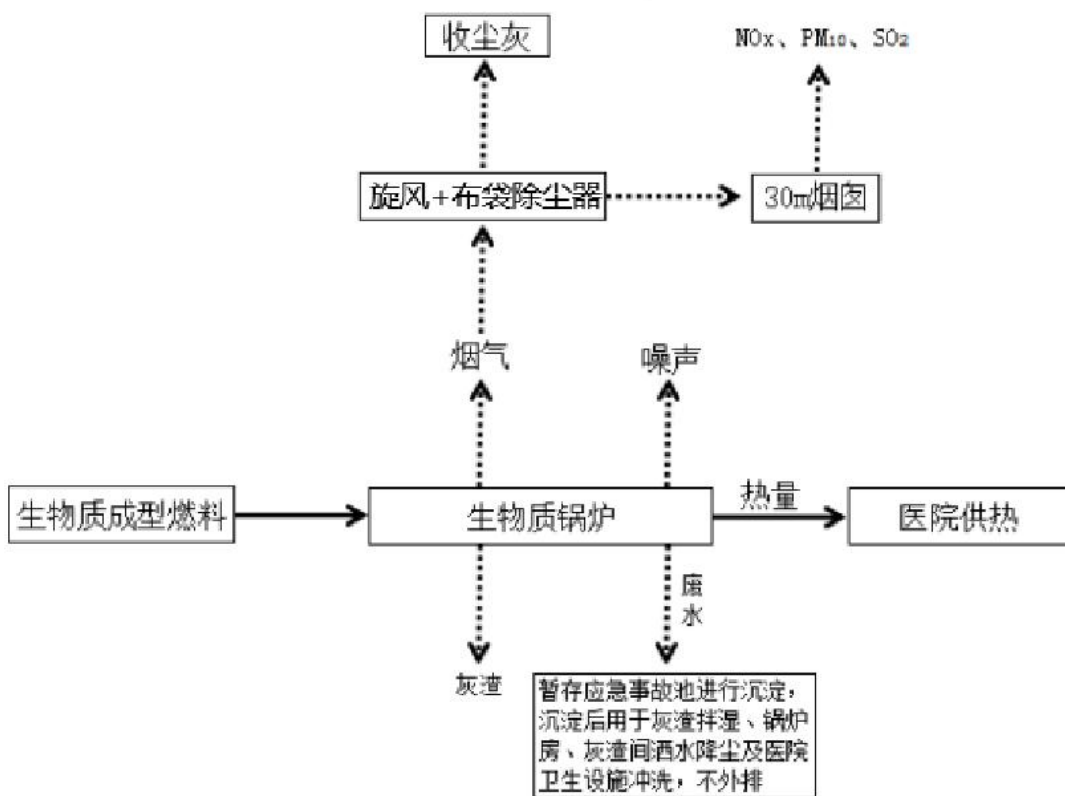 收尘灰
NOx、PM₁₀、SO₂
旋风+布袋除尘器
30m烟囱
烟气
噪声
生物质成型燃料
生物质锅炉
热量
医院供热
废
水
灰渣
暂存应急事故池进行沉淀，
沉淀后用于灰渣拌湿、锅炉
房、灰渣间洒水降尘及医院
卫生设施冲洗，不外排